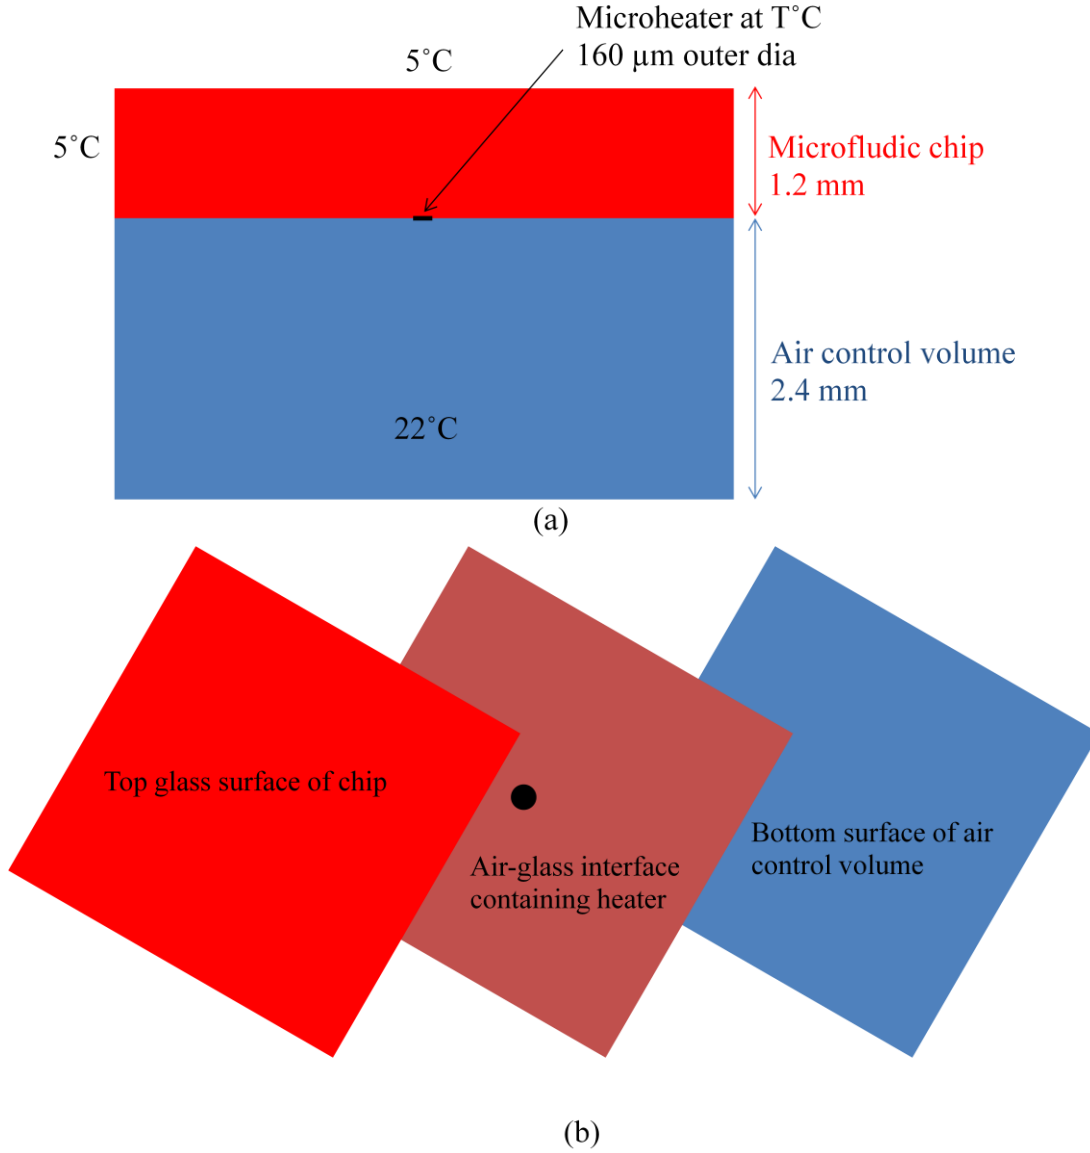 Microheater at T˚C
160 µm outer dia
5˚C
5˚C
Microfludic chip
1.2 mm
Air control volume
2.4 mm
22˚C
(a)
Top glass surface of chip
Air-glass interface
containing heater
Bottom surface of air
control volume
(b)